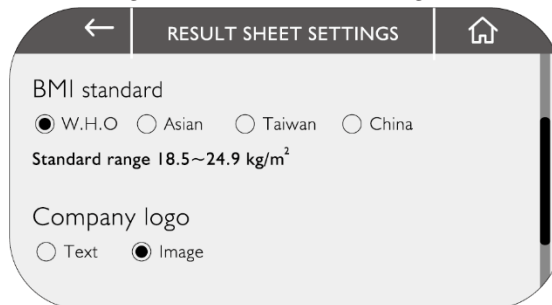 RESULT SHEET SETTINGS
BMI standard
W.H.O Asian Taiwan China
Standard range 18.5~24.9 kg/m²
Company logo
Text Image